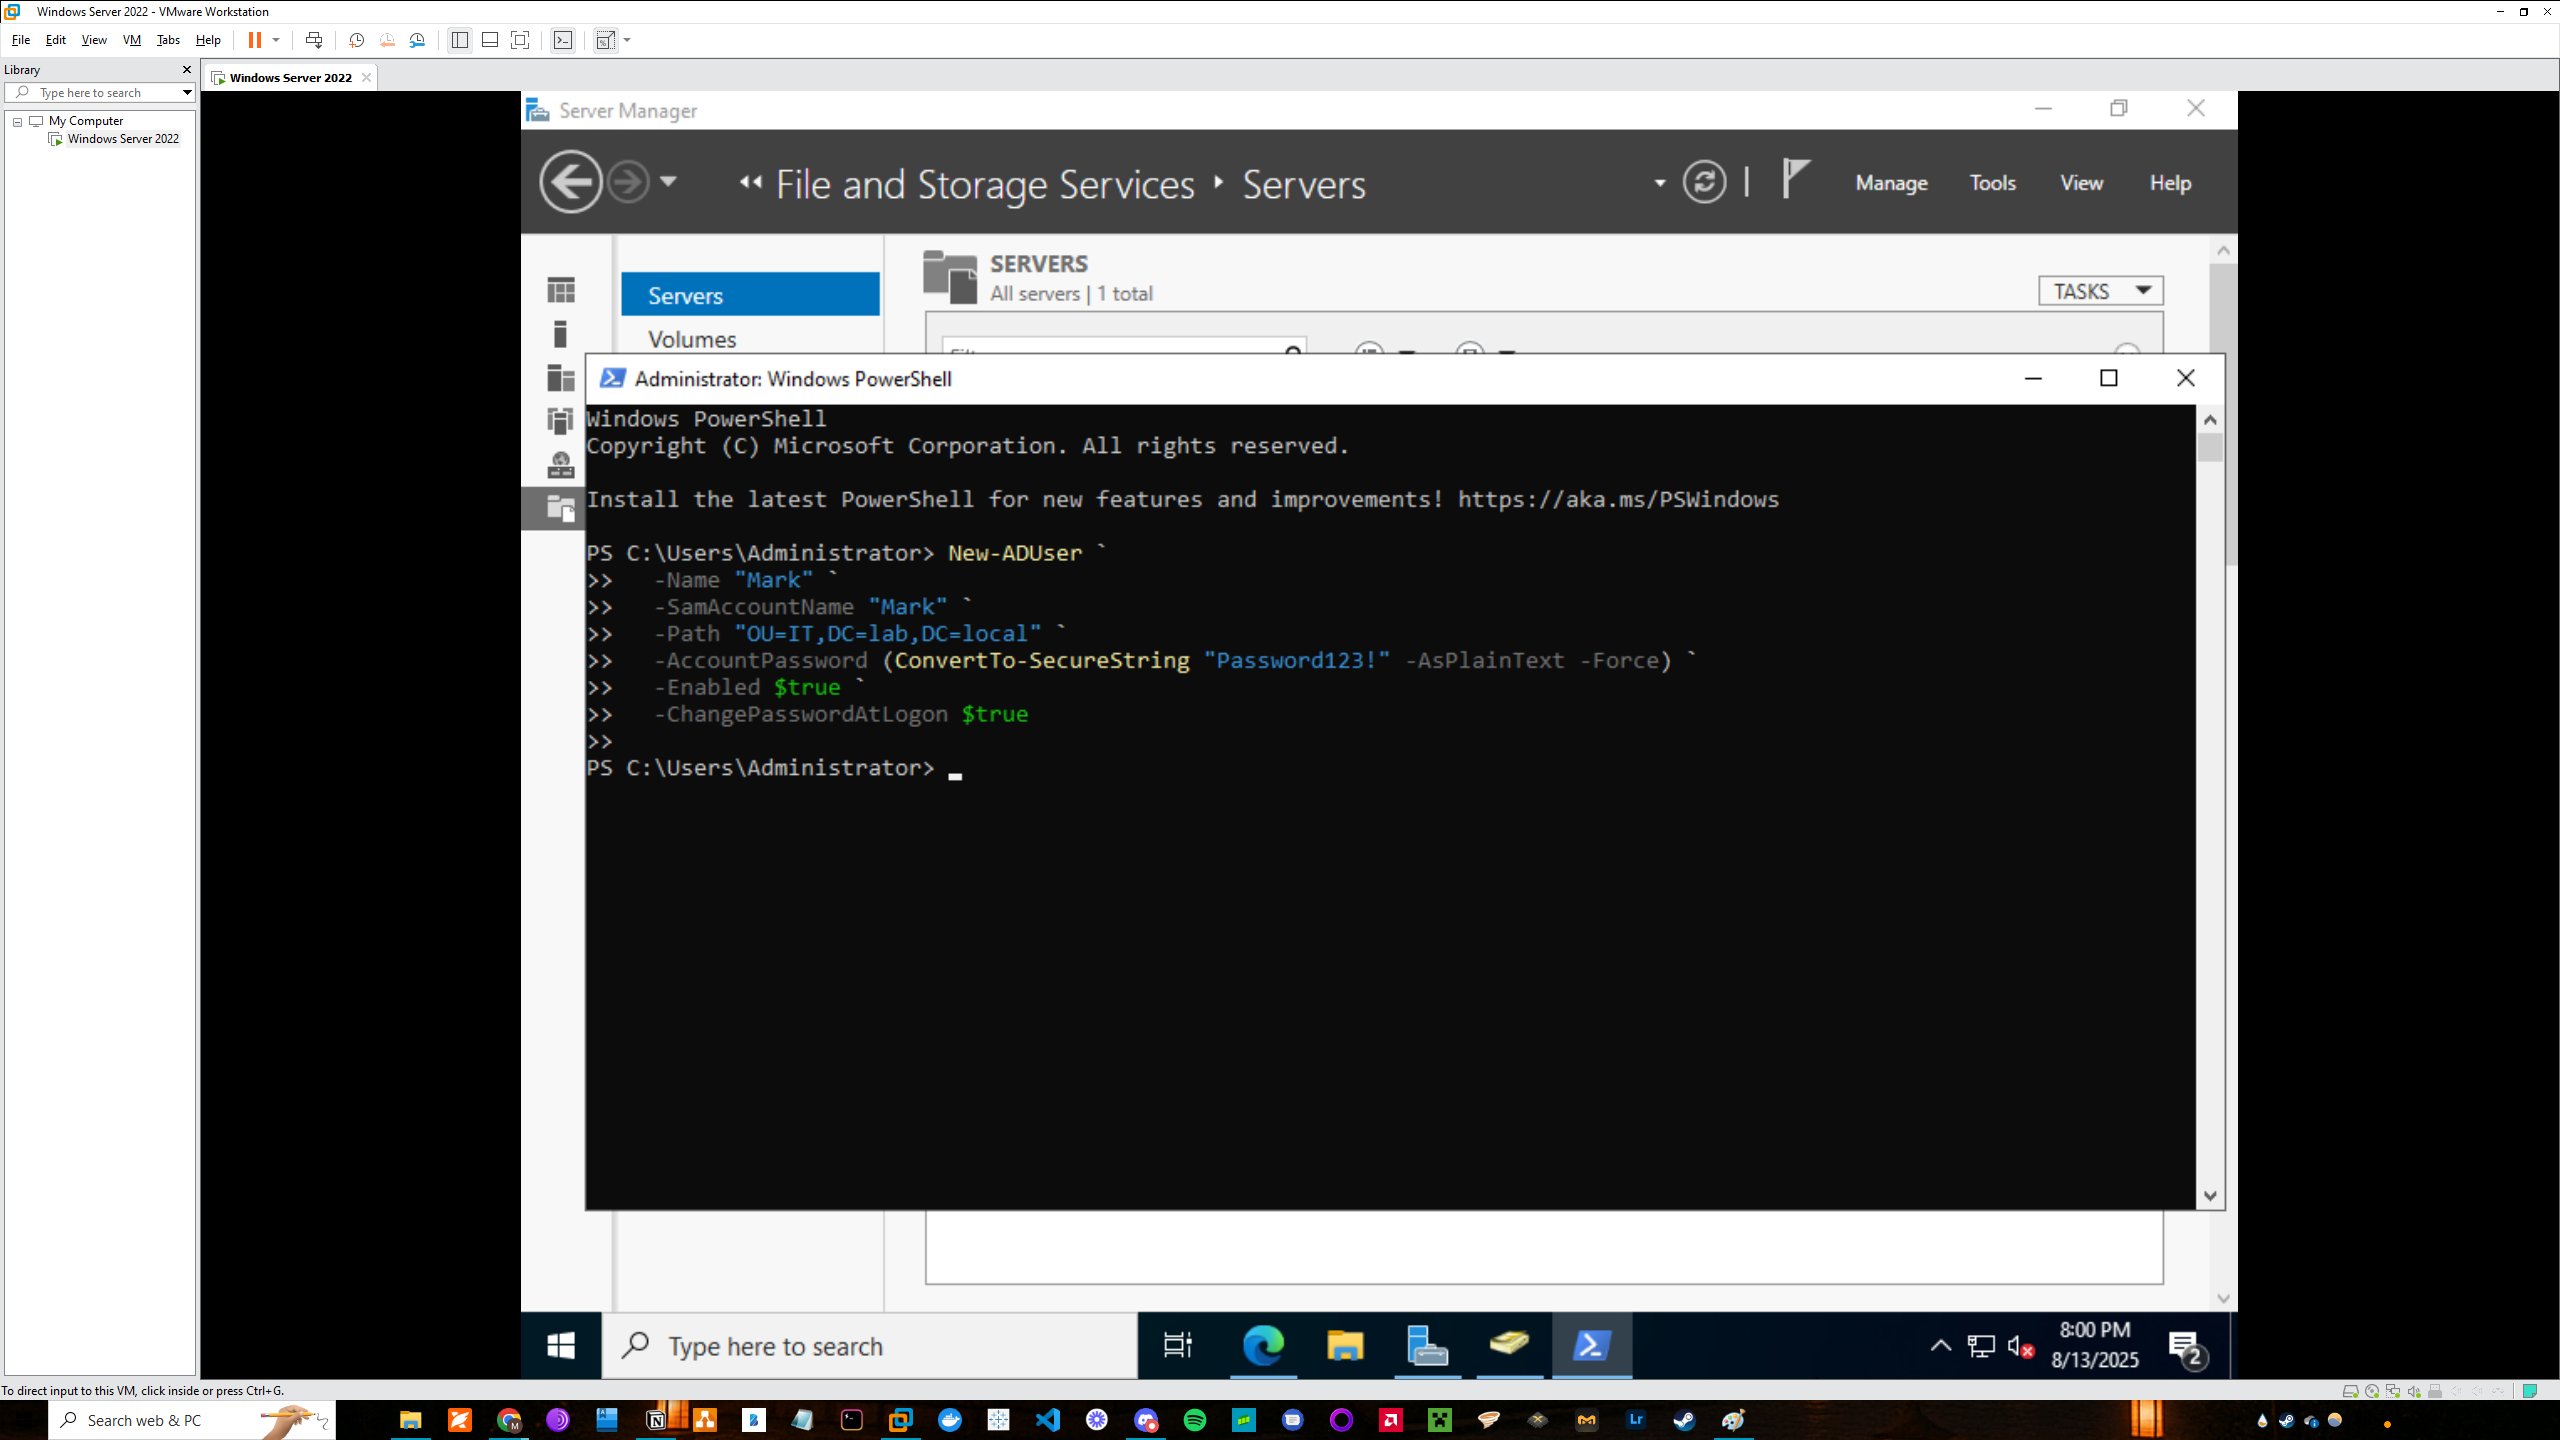 Windows Server 2022 - VMware Workstation
File Edit View VM Tabs Help
Library
Windows Server 2022
Type here to search
My Computer
Windows Server 2022
Server Manager
File and Storage Services Servers
Manage Tools View Help
Servers
Volumes
SERVERS
All servers | 1 total
TASKS
Administrator: Windows PowerShell
Windows PowerShell
Copyright (C) Microsoft Corporation. All rights reserved.
Install the latest PowerShell for new features and improvements! https://aka.ms/PSWindows
PS C:\Users\Administrator> New-ADUser `
>>   -Name "Mark" `
>>   -SamAccountName "Mark" `
>>   -Path "OU=IT,DC=lab,DC=local" `
>>   -AccountPassword (ConvertTo-SecureString "Password123!" -AsPlainText -Force) `
>>   -Enabled $true `
>>   -ChangePasswordAtLogon $true
>>
PS C:\Users\Administrator>
Type here to search
8:00 PM
8/13/2025
2
To direct input to this VM, click inside or press Ctrl+G.
Search web & PC
Lr